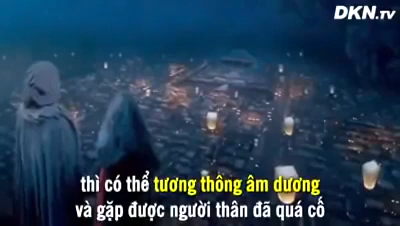 DKN.tv
thì có thể tương thông âm dương
và gặp được người thân đã quá cố